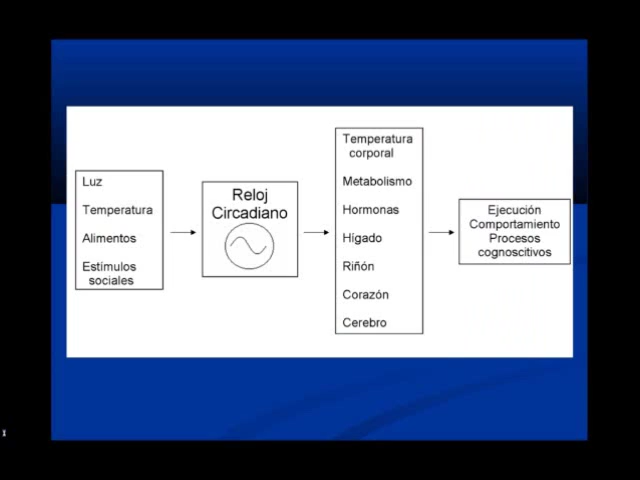 Luz
Temperatura
Alimentos
Estímulos
sociales
Reloj
Circadiano
Temperatura
corporal
Metabolismo
Hormonas
Hígado
Riñón
Corazón
Cerebro
Ejecución
Comportamiento
Procesos
cognoscitivos